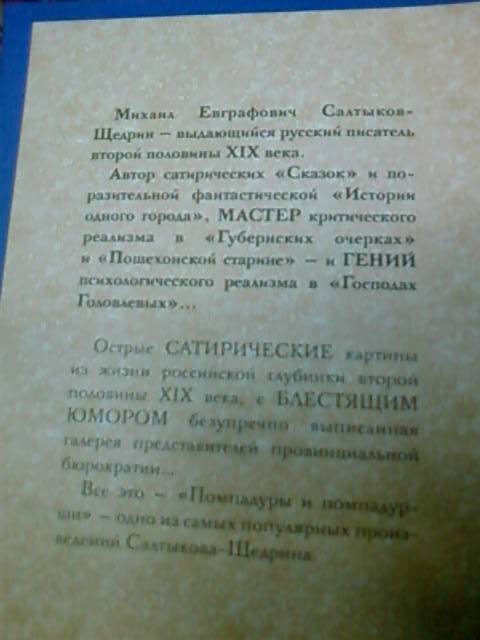 Михаил Евграфович Салтыков-
Щедрин – выдающийся русский писатель
второй половины XIX века.
Автор сатирических «Сказок» и по-
разительной фантастической «Истории
одного города», МАСТЕР критического
реализма в «Губернских очерках»
и «Пошехонской старине» – и ГЕНИЙ
психологического реализма в «Господах
Головлевых»...
Острые САТИРИЧЕСКИЕ картины
из жизни российской глубинки второй
половины XIX века, с БЛЕСТЯЩИМ
ЮМОРОМ безупречно выписанная
галерея представителей провинциальной
бюрократии...
Все это – «Помпадуры и помпадур-
ши» – одно из самых популярных произ-
ведений Салтыкова-Щедрина.